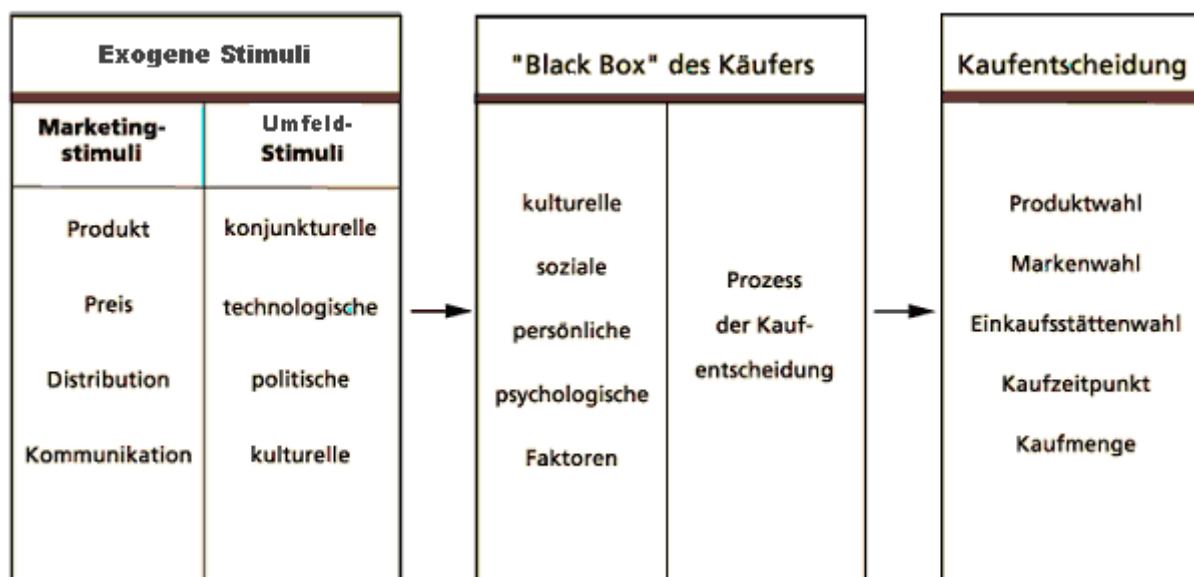 Exogene Stimuli
Marketing-
stimuli
Umfeld-
Stimuli
Produkt
konjunkturelle
Preis
technologische
Distribution
politische
Kommunikation
kulturelle
"Black Box" des Käufers
kulturelle
soziale
persönliche
psychologische
Faktoren
Prozess
der Kauf-
entscheidung
Kaufentscheidung
Produktwahl
Markenwahl
Einkaufsstättenwahl
Kaufzeitpunkt
Kaufmenge